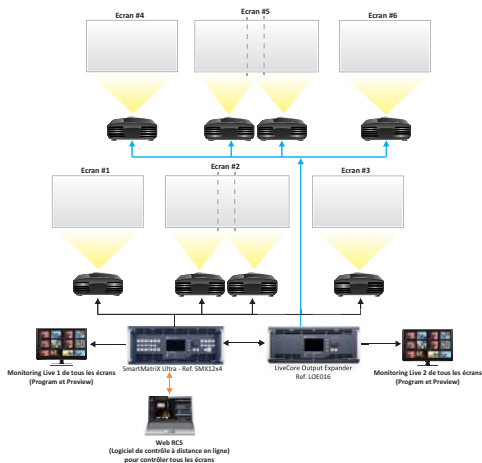 Ecran #4
Ecran #5
Ecran #6
Ecran #1
Ecran #2
Ecran #3
SmartMatriX Ultra - Ref. SMX12x4
LiveCore Output Expander
Ref. LOE016
Monitoring Live 1 de tous les écrans
(Program et Preview)
Monitoring Live 2 de tous les écrans
(Program et Preview)
Web RCS
(Logiciel de contrôle à distance en ligne)
pour contrôler tous les écrans